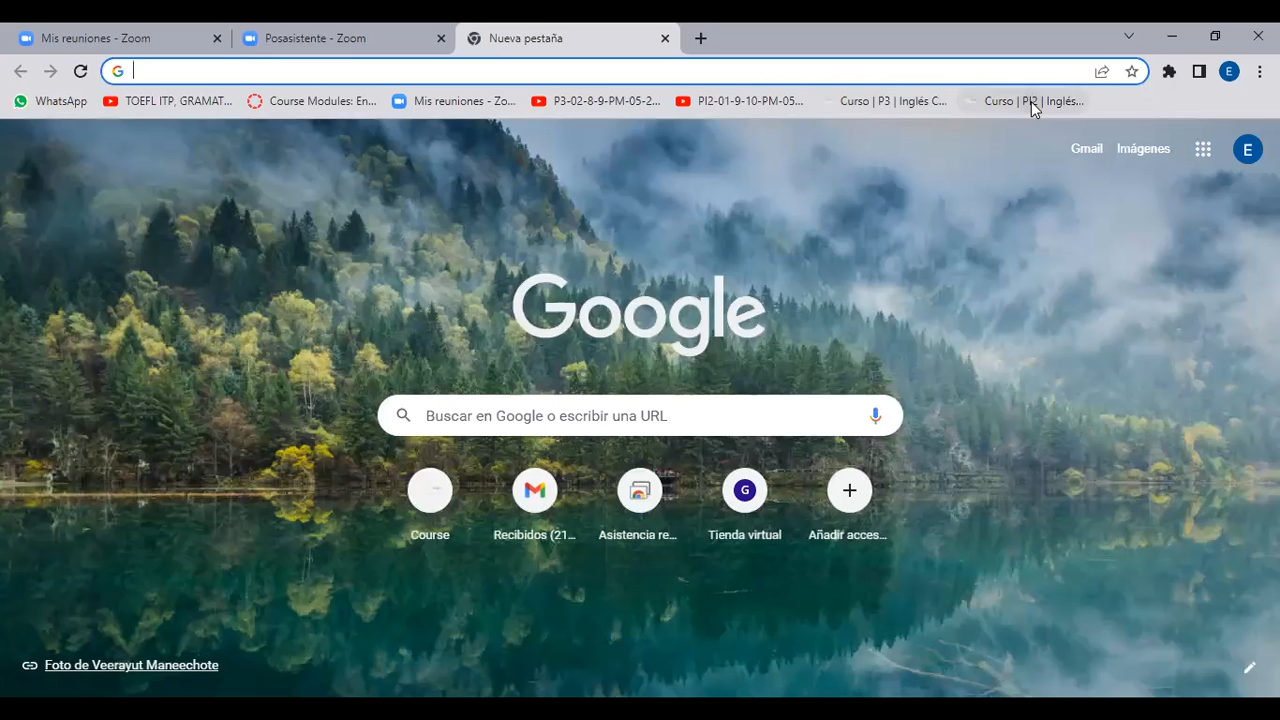 Mis reuniones - Zoom
Posasistente - Zoom
Nueva pestaña
WhatsApp
TOEFL ITP, GRAMAT...
Course Modules: En...
Mis reuniones - Zo...
P3-02-8-9-PM-05-2...
PI2-01-9-10-PM-05...
Curso | P3 | Inglés C...
Curso | PI2 | Inglés...
E
Gmail
Imágenes
E
Google
Buscar en Google o escribir una URL
G
Course
Recibidos (21...
Asistencia re...
Tienda virtual
Añadir acces...
Foto de Veerayut Maneechote